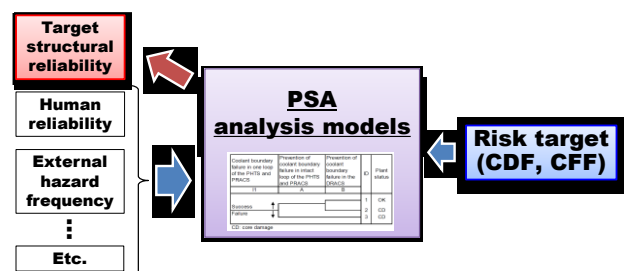 Target
structural
reliability
Human
reliability
External
hazard
frequency
Etc.
PSA
analysis models
Coolant boundary
failure in one loop
of the PHTS and
PRACS
Prevention of
coolant boundary
failure in intact
loop of the PHTS
and PRACS
Prevention of
coolant
boundary
failure in the
DRACS
ID
Plant
status
I1
A
B
Success
Failure
1 OK
2 CD
3 CD
CD: core damage
Risk target
(CDF, CFF)